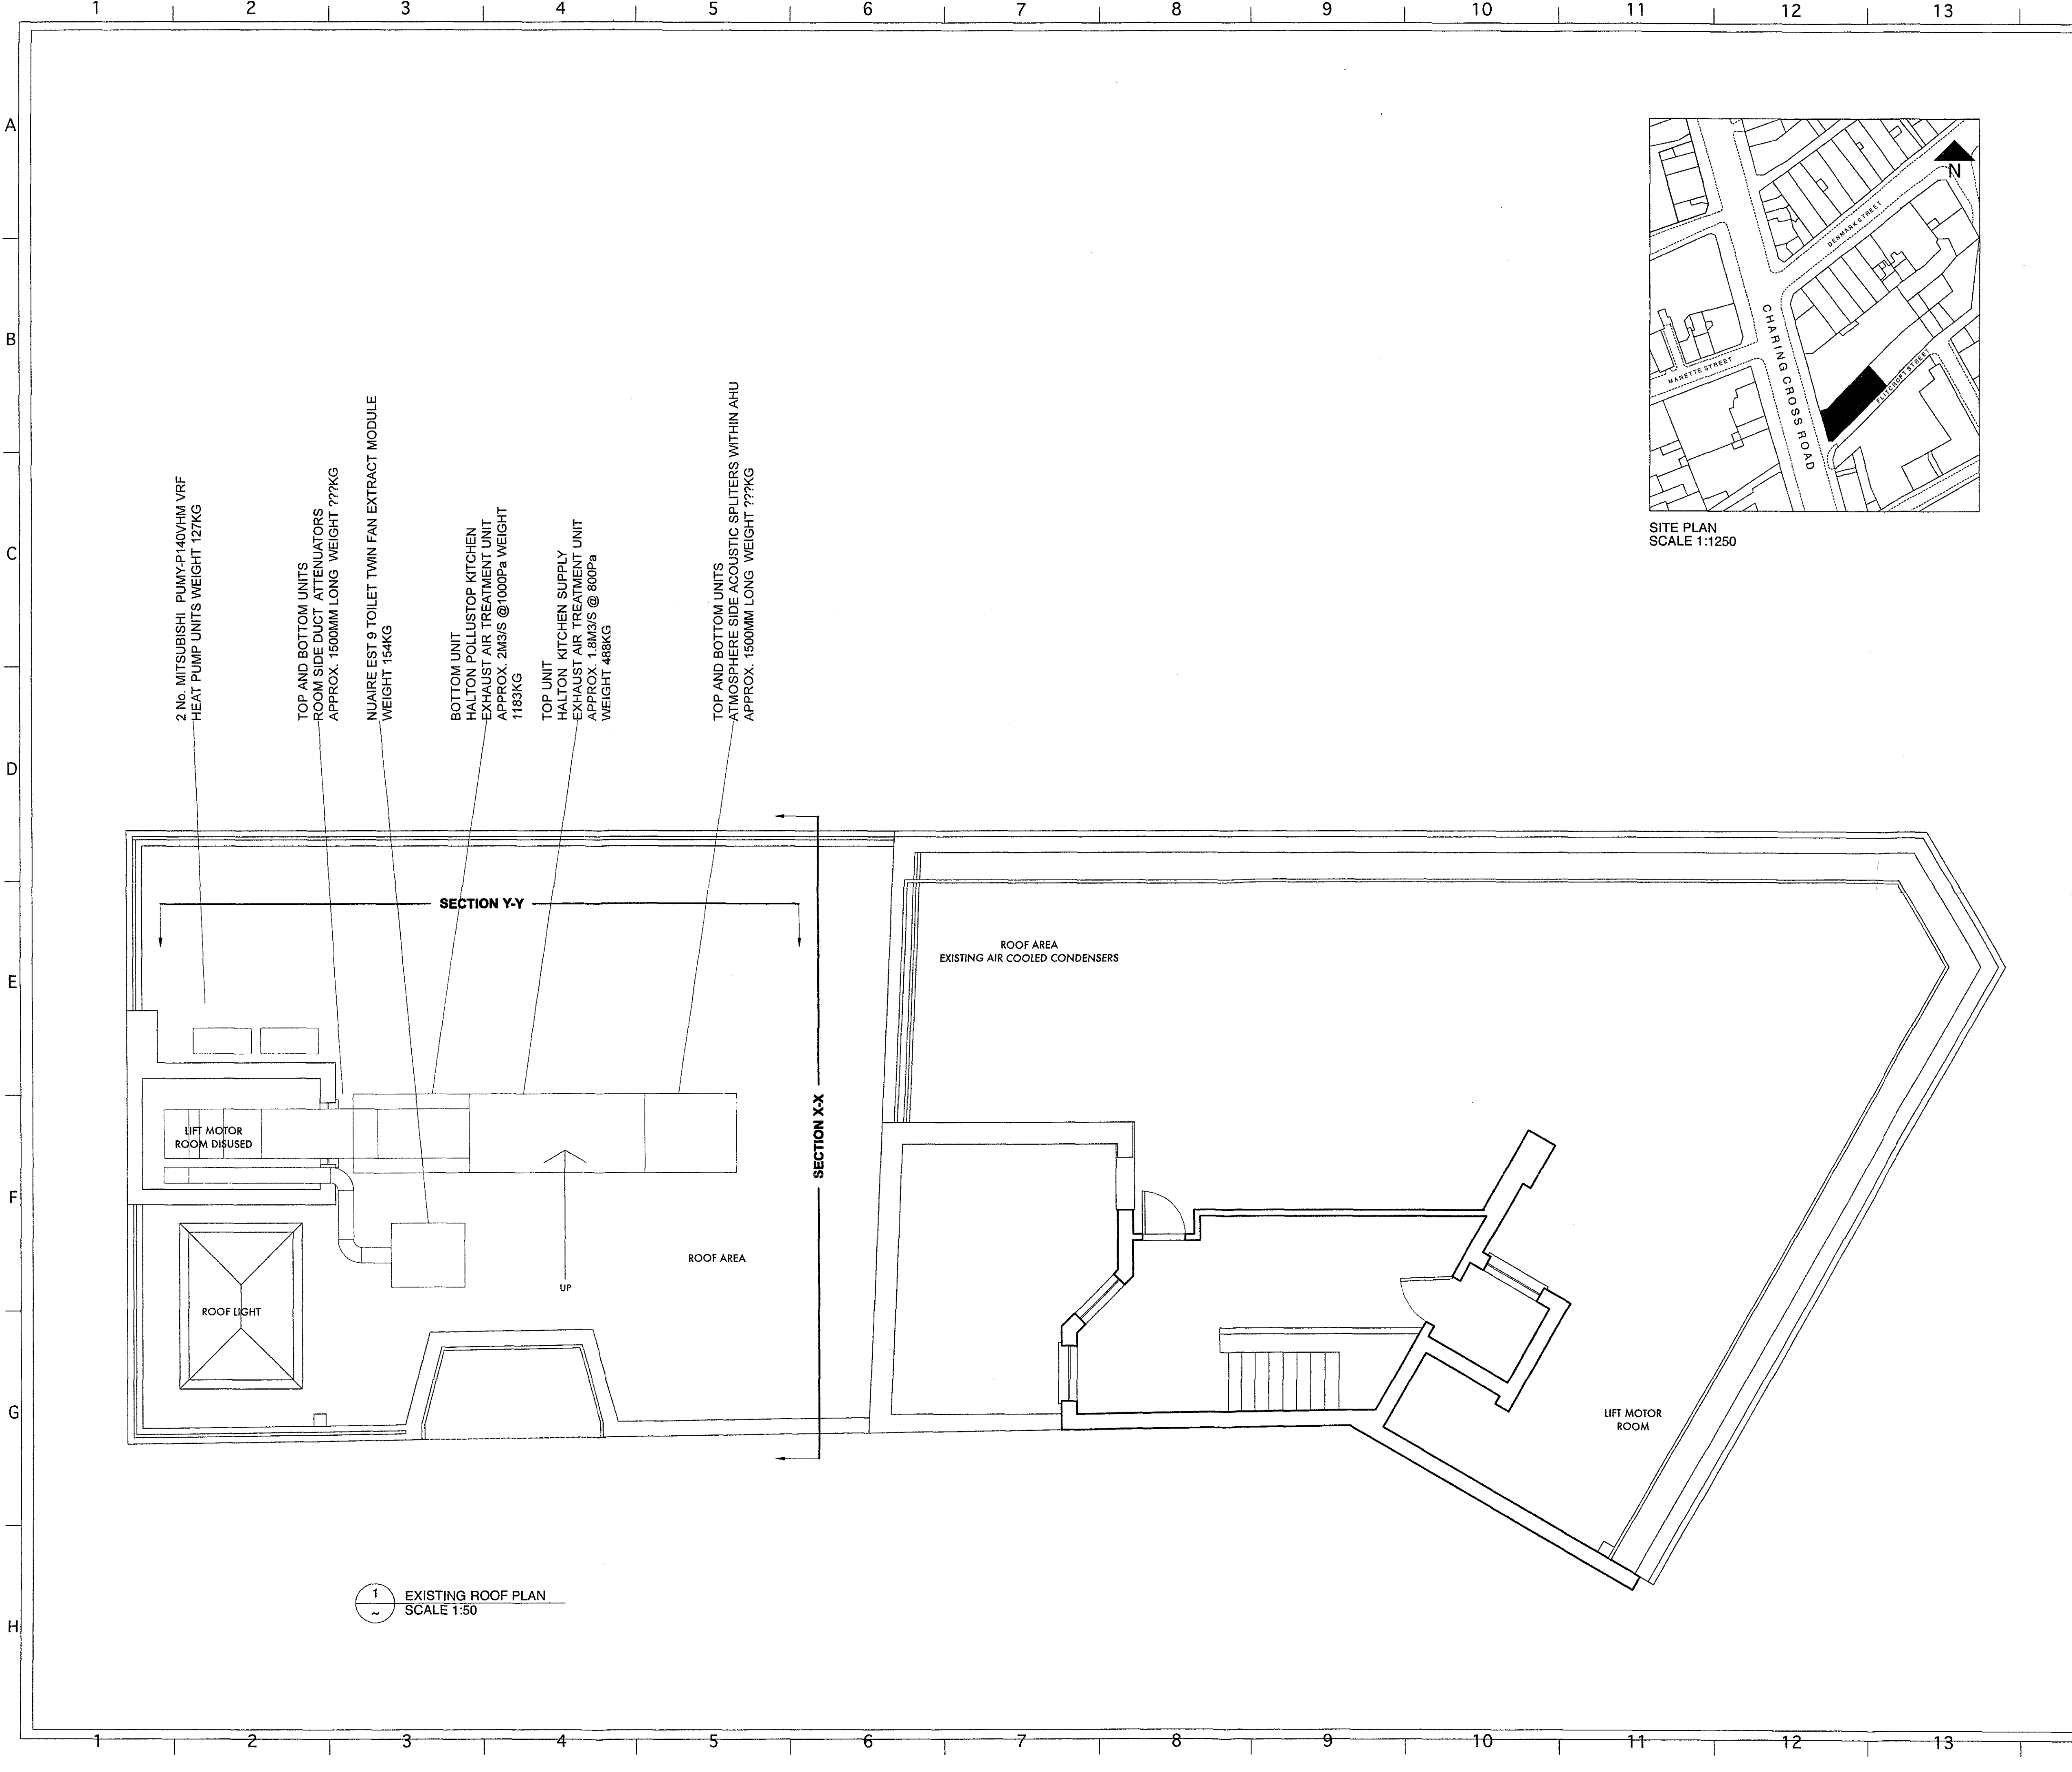 1 2 3 4 5 6 7 8 9 10 11 12 13
A
B
C
D
E
F
G
H
N
DENMARK STREET
CHARING CROSS ROAD
MANETTE STREET
FLITCROFT STREET
SITE PLAN
SCALE 1:1250
2 No. MITSUBISHI PUMY-P140VHM VRF
HEAT PUMP UNITS WEIGHT 127KG
TOP AND BOTTOM UNITS
ROOM SIDE DUCT ATTENUATORS
APPROX. 1500MM LONG WEIGHT ???KG
NUAIRE EST 9 TOILET TWIN FAN EXTRACT MODULE
WEIGHT 154KG
BOTTOM UNIT
HALTON POLLUSTOP KITCHEN
EXHAUST AIR TREATMENT UNIT
APPROX. 2M3/S @1000Pa WEIGHT
1183KG
TOP UNIT
HALTON KITCHEN SUPPLY
EXHAUST AIR TREATMENT UNIT
APPROX. 1.8M3/S @ 800Pa
WEIGHT 488KG
TOP AND BOTTOM UNITS
ATMOSPHERE SIDE ACOUSTIC SPLITERS WITHIN AHU
APPROX. 1500MM LONG WEIGHT ???KG
SECTION Y-Y
SECTION X-X
ROOF AREA
EXISTING AIR COOLED CONDENSERS
LIFT MOTOR
ROOM DISUSED
ROOF AREA
UP
ROOF LIGHT
LIFT MOTOR
ROOM
1
~
EXISTING ROOF PLAN
SCALE 1:50
1 2 3 4 5 6 7 8 9 10 11 12 13